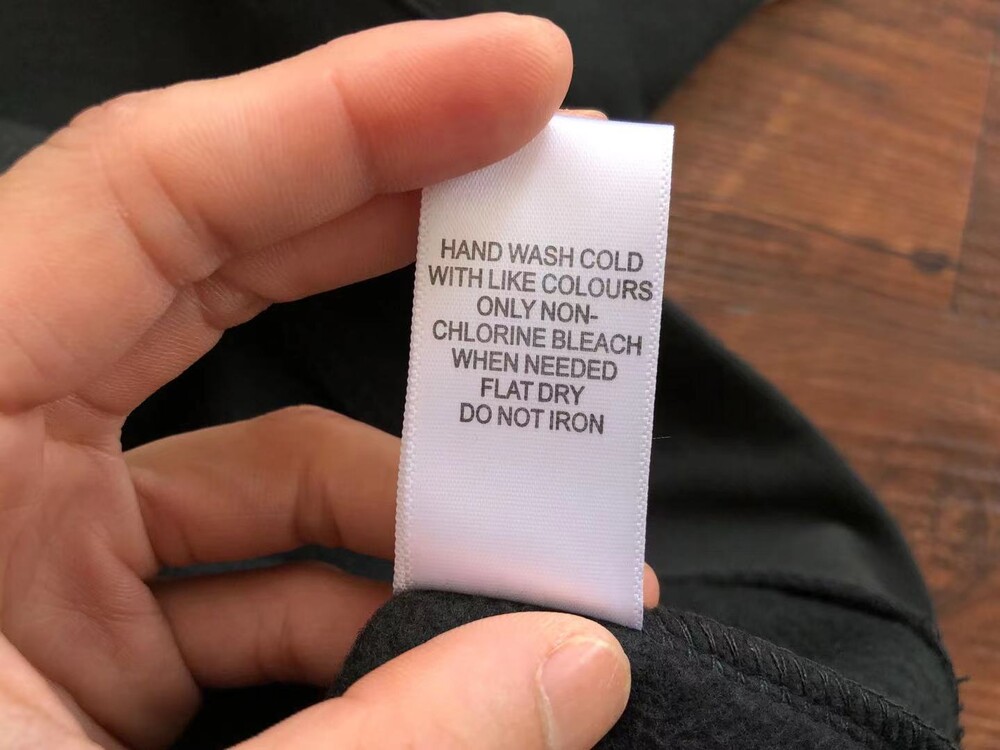 HAND WASH COLD
WITH LIKE COLOURS
ONLY NON-
CHLORINE BLEACH
WHEN NEEDED
FLAT DRY
DO NOT IRON